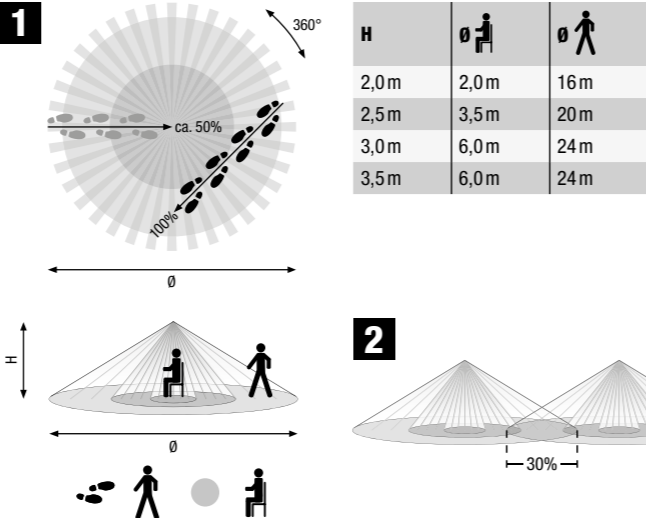 1
360°
ca. 50%
100%
Ø
H
Ø
H Ø Ø
2,0 m 2,0 m 16 m
2,5 m 3,5 m 20 m
3,0 m 6,0 m 24 m
3,5 m 6,0 m 24 m
2
30%